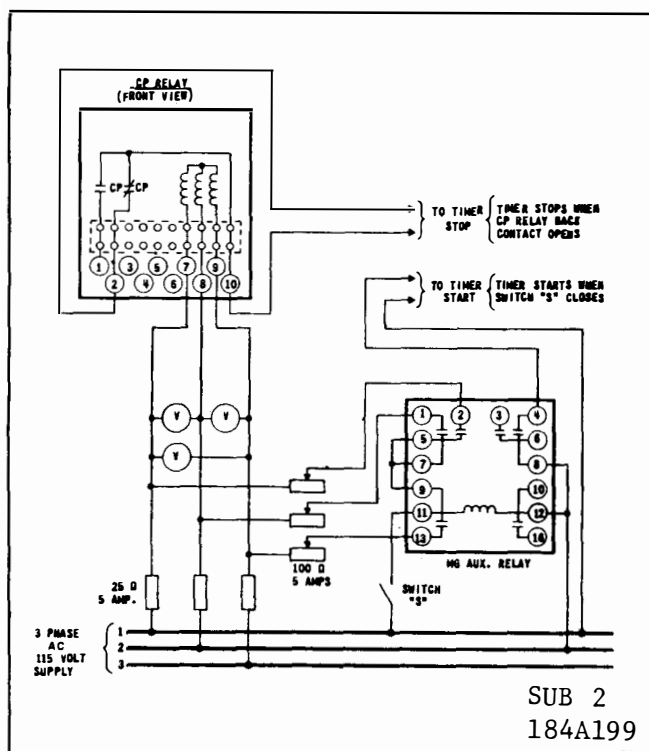 CP RELAY
(FRONT VIEW)
CP CP
1 3 5 7 9
2 4 6 8 10
TO TIMER STOP
TIMER STOPS WHEN
CP RELAY BACK
CONTACT OPENS
TO TIMER START
TIMER STARTS WHEN
SWITCH "S" CLOSES
V V
V
1 2 3 4
5 6
7 8
9 10
11 12
13
MG AUX. RELAY
100 Ω
5 AMPS
25 Ω
5 AMP.
SWITCH
"S"
3 PHASE
AC
115 VOLT
SUPPLY
1
2
3
SUB 2
184A199